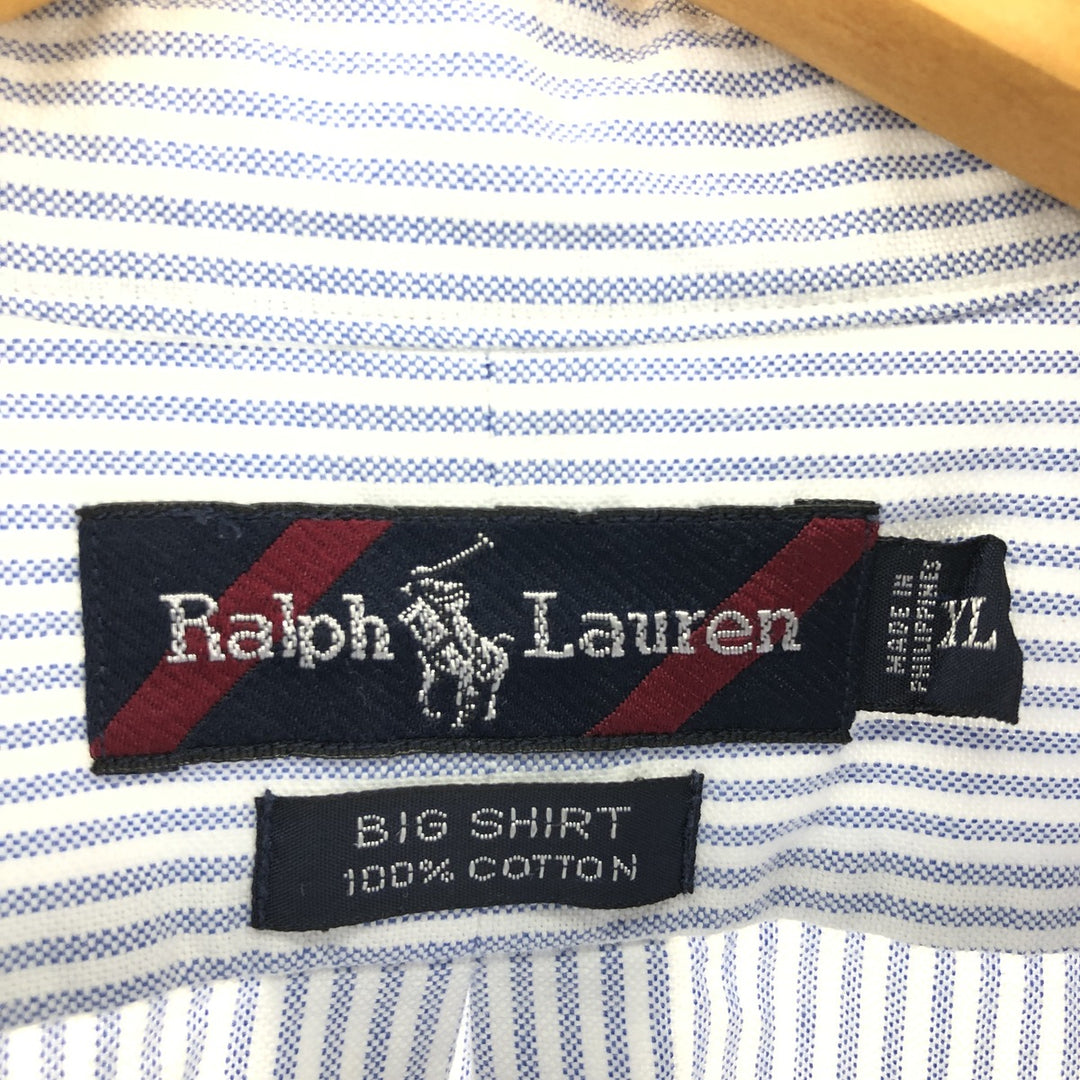 Ralph Lauren
MADE IN
PHILIPPINES
XL
BIG SHIRT
100% COTTON